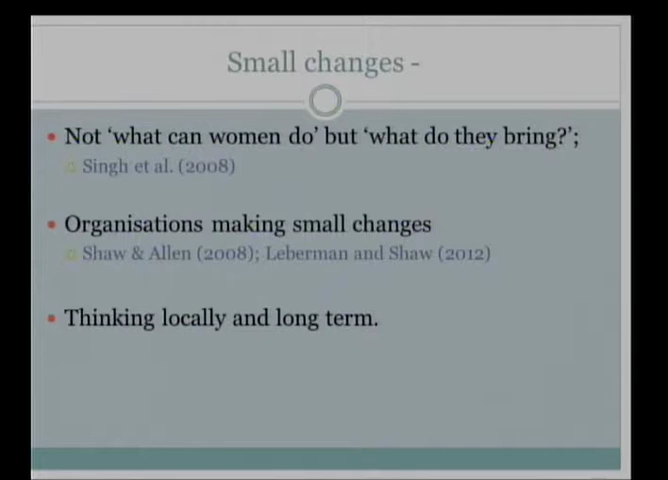 Small changes -
Not ‘what can women do’ but ‘what do they bring?’;
Singh et al. (2008)
Organisations making small changes
Shaw & Allen (2008); Leberman and Shaw (2012)
Thinking locally and long term.